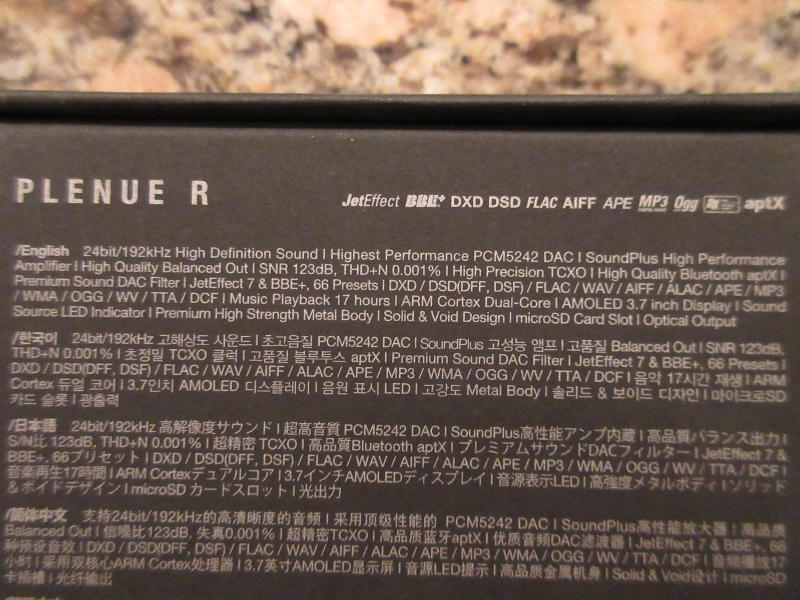 PLENUE R
JetEffect BBE+ DXD DSD FLAC AIFF APE MP3 Ogg aptX
/English 24bit/192kHz High Definition Sound I Highest Performance PCM5242 DAC I SoundPlus High Performance
Amplifier I High Quality Balanced Out I SNR 123dB, THD+N 0.001% I High Precision TCXO I High Quality Bluetooth aptX I
Premium Sound DAC Filter I JetEffect 7 & BBE+, 66 Presets I DXD / DSD(DFF, DSF) / FLAC / WAV / AIFF / ALAC / APE / MP3
/ WMA / OGG / WV / TTA / DCF I Music Playback 17 hours I ARM Cortex Dual-Core I AMOLED 3.7 inch Display I Sound
Source LED Indicator I Premium High Strength Metal Body I Solid & Void Design I microSD Card Slot I Optical Output
/한국어 24bit/192kHz 고해상도 사운드 I 초고음질 PCM5242 DAC I SoundPlus 고성능 앰프 I 고품질 Balanced Out I SNR 123dB,
THD+N 0.001% I 초정밀 TCXO 클럭 I 고품질 블루투스 aptX I Premium Sound DAC Filter I JetEffect 7 & BBE+, 66 Presets I
DXD / DSD(DFF, DSF) / FLAC / WAV / AIFF / ALAC / APE / MP3 / WMA / OGG / WV / TTA / DCF I 음악 17시간 재생 I ARM
Cortex 듀얼 코어 I 3.7인치 AMOLED 디스플레이 I 음원 표시 LED I 고강도 Metal Body I 솔리드 & 보이드 디자인 I 마이크로SD
카드 슬롯 I 광출력
/日本語 24bit/192kHz 高解像度サウンド I 超高音質 PCM5242 DAC I SoundPlus高性能アンプ内蔵 I 高品質バランス出力 I
S/N比 123dB, THD+N 0.001% I 超精密 TCXO I 高品質Bluetooth aptX I プレミアムサウンドDACフィルター I JetEffect 7 &
BBE+, 66プリセット I DXD / DSD(DFF, DSF) / FLAC / WAV / AIFF / ALAC / APE / MP3 / WMA / OGG / WV / TTA / DCF I
音楽再生17時間 I ARM Cortexデュアルコア I 3.7インチAMOLEDディスプレイ I 音源表示LED I 高強度メタルボディ I ソリッド
& ボイドデザイン I microSD カードスロット I 光出力
/简体中文 支持24bit/192kHz的高清晰度的音频 I 采用顶级性能的 PCM5242 DAC I SoundPlus高性能放大器 I 高品质
Balanced Out I 信噪比123dB, 失真0.001% I 超精密TCXO I 高品质蓝牙aptX I 优质音频DAC滤波器 I JetEffect 7 & BBE+, 66
种预设音效 I DXD / DSD(DFF, DSF) / FLAC / WAV / AIFF / ALAC / APE / MP3 / WMA / OGG / WV / TTA / DCF I 音频播放17
小时 I 采用双核心ARM Cortex处理器 I 3.7英寸AMOLED显示屏 I 音源LED提示 I 高品质金属机身 I Solid & Void设计 I microSD
卡插槽 I 光纤输出